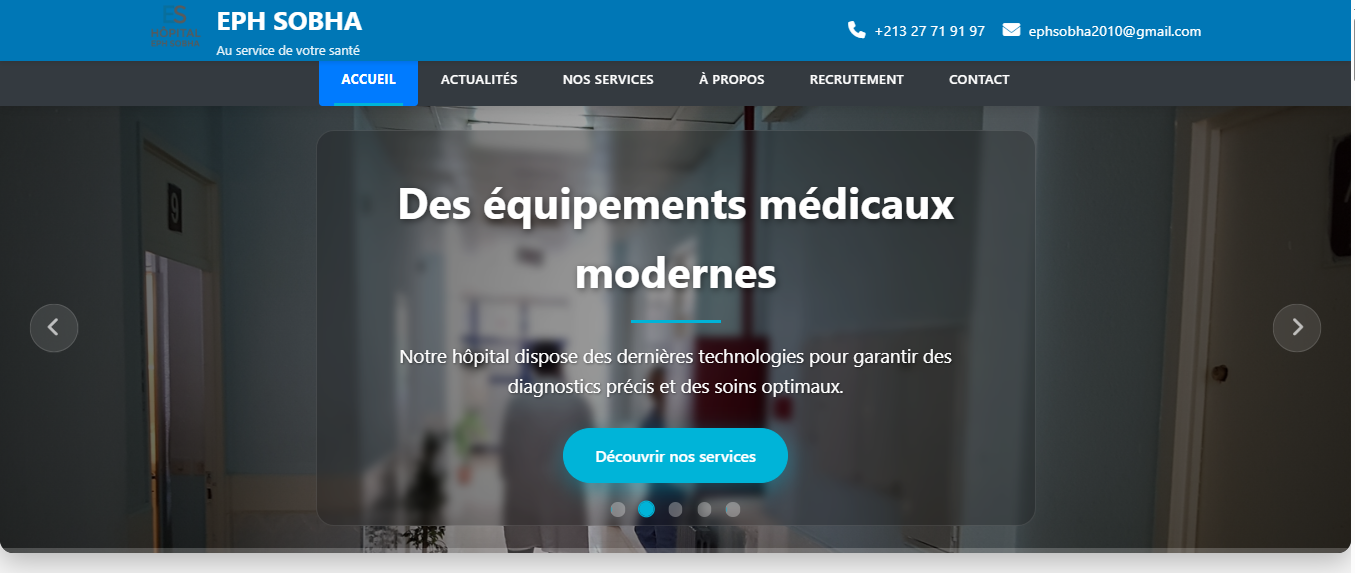 ES
HÔPITAL
EPH SOBHA
Au service de votre santé
+213 27 71 91 97
ephsobha2010@gmail.com
ACCUEIL
ACTUALITÉS
NOS SERVICES
À PROPOS
RECRUTEMENT
CONTACT
9
Des équipements médicaux
modernes
Notre hôpital dispose des dernières technologies pour garantir des
diagnostics précis et des soins optimaux.
Découvrir nos services